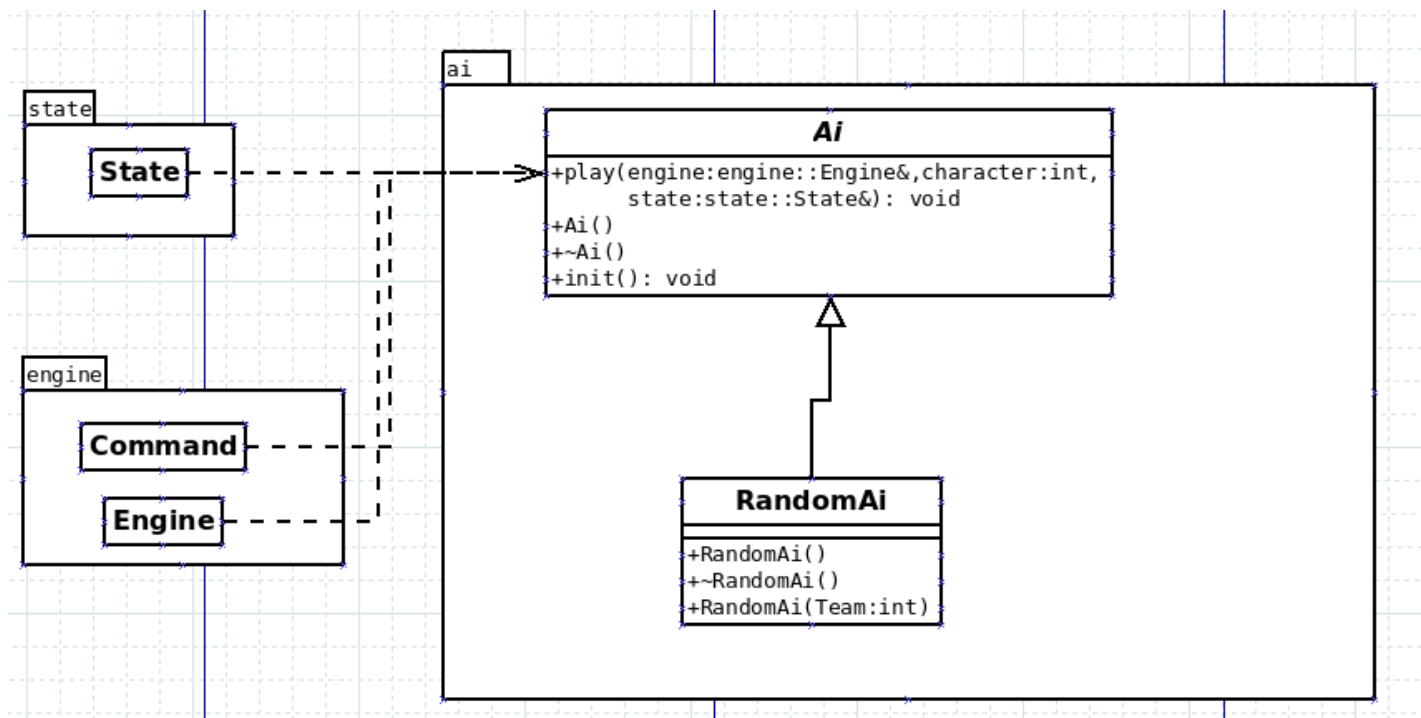 state
State
engine
Command
Engine
ai
Ai
+play(engine:engine::Engine&,character:int,
state:state::State&): void
+Ai()
+~Ai()
+init(): void
RandomAi
+RandomAi()
+~RandomAi()
+RandomAi(Team:int)